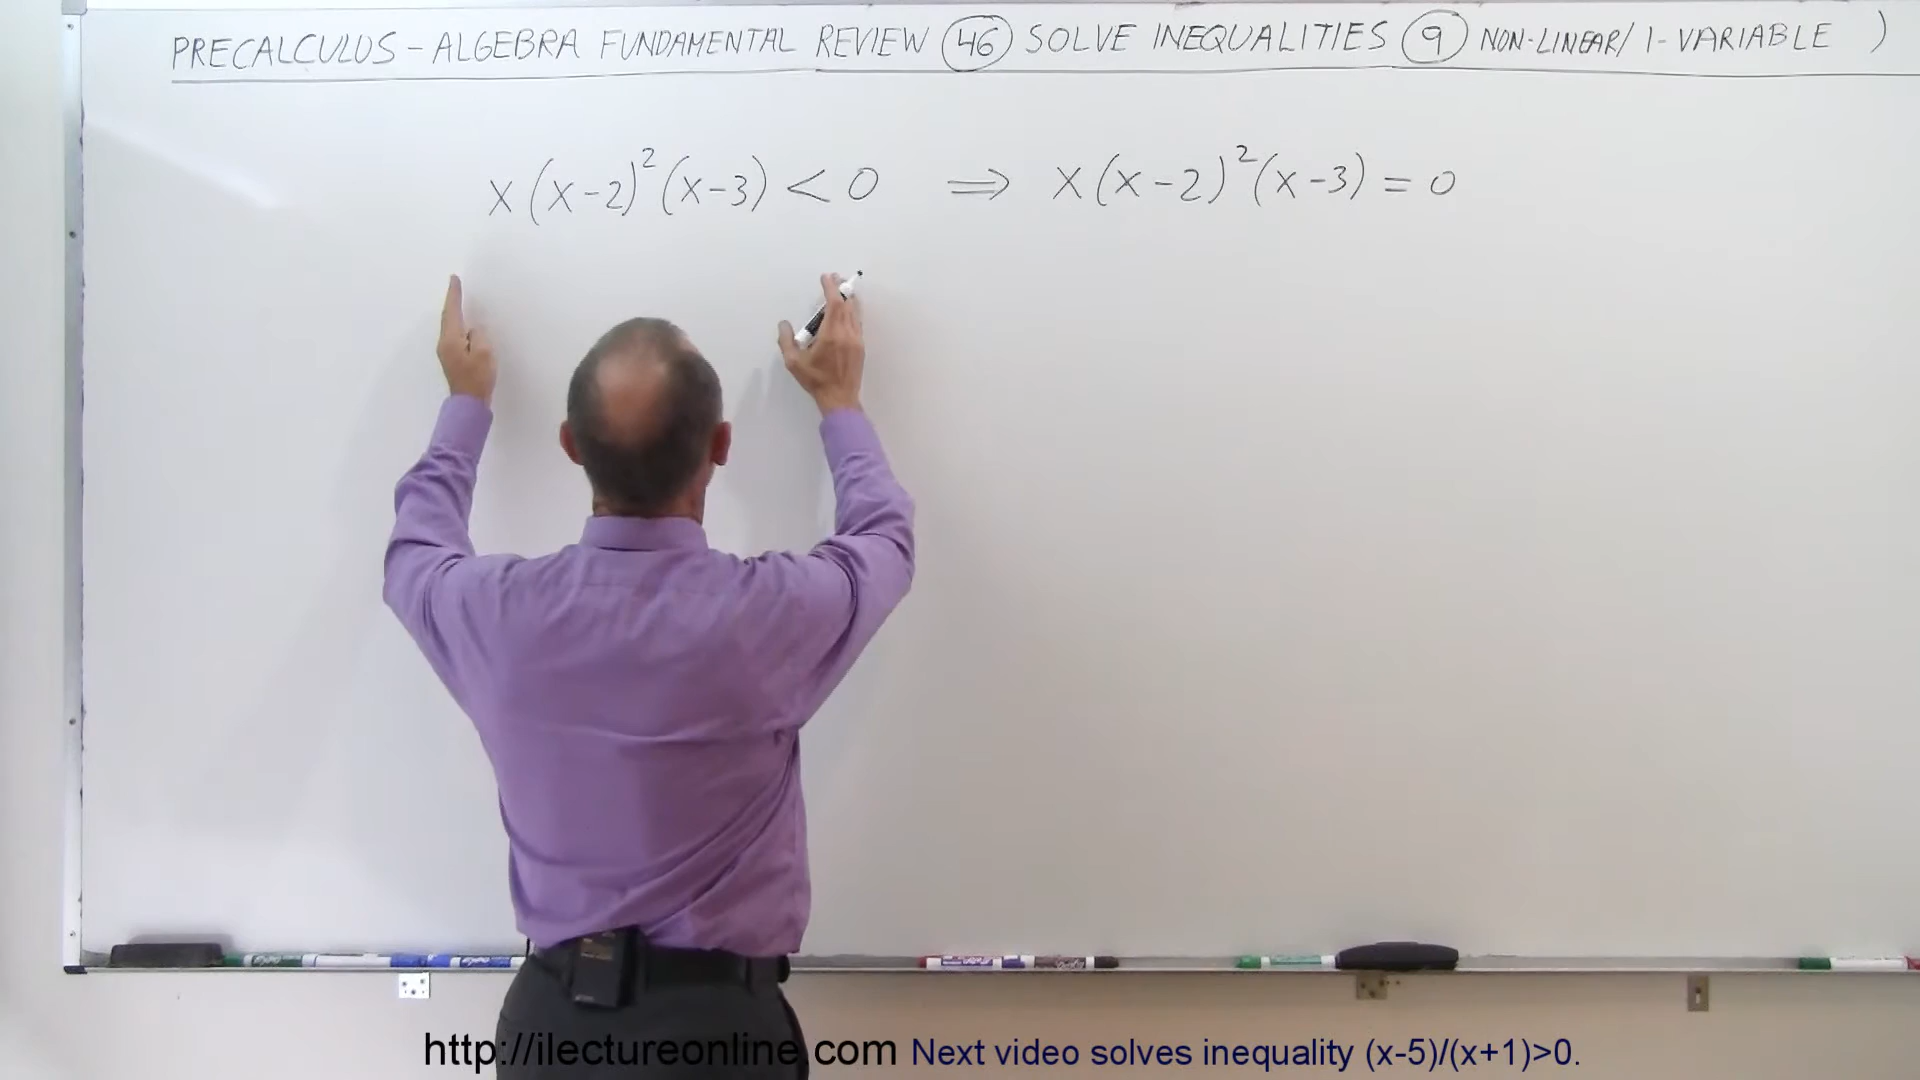 PRECALCULUS - ALGEBRA FUNDAMENTAL REVIEW 46 SOLVE INEQUALITIES 9 NON-LINEAR/1-VARIABLE )
x(x-2)²(x-3) < 0 ⇒ x(x-2)²(x-3) = 0
http://ilectureonline.com Next video solves inequality (x-5)/(x+1)>0.